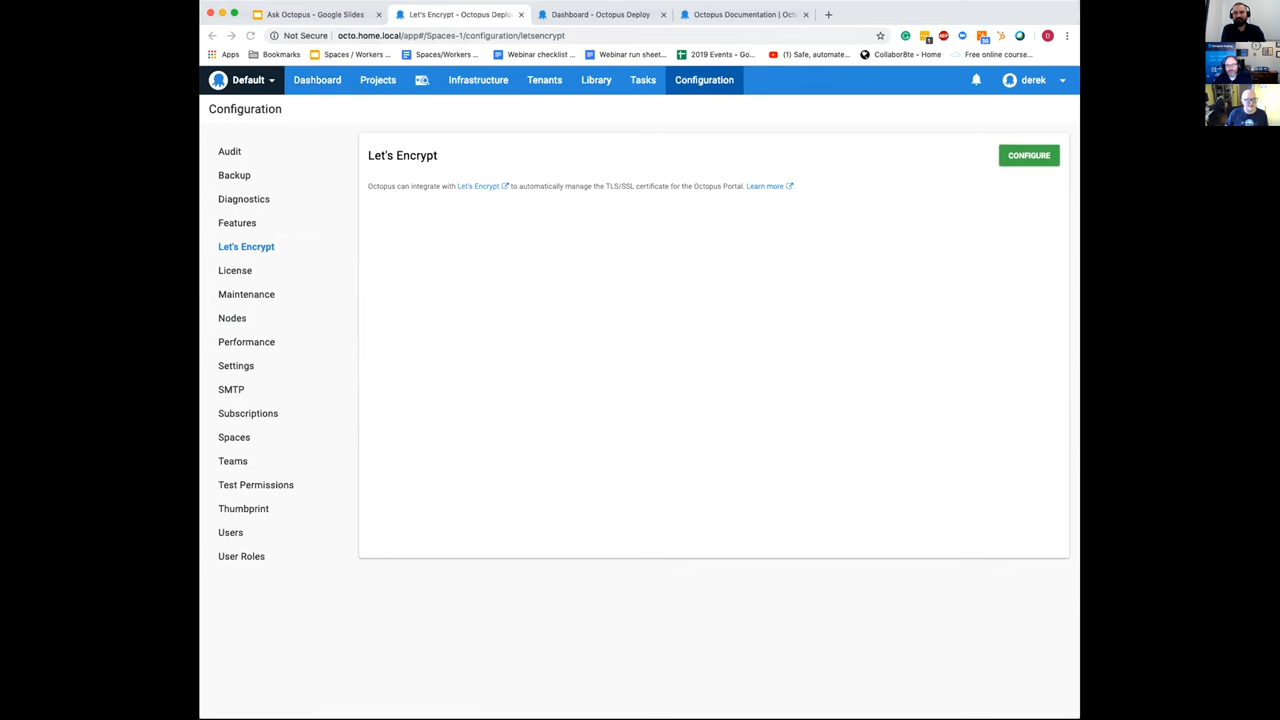 Ask Octopus - Google Slides
Let's Encrypt - Octopus Deplo
Dashboard - Octopus Deploy
Octopus Documentation | Octo
Not Secure
octo.home.local/app#/Spaces-1/configuration/letsencrypt
Apps
Bookmarks
Spaces / Workers ...
Spaces/Workers ...
Webinar checklist ...
Webinar run sheet...
2019 Events - Go...
(1) Safe, automate...
Collabor8te - Home
Free online course...
Default
Dashboard
Projects
Infrastructure
Tenants
Library
Tasks
Configuration
derek
Configuration
Audit
Backup
Diagnostics
Features
Let's Encrypt
License
Maintenance
Nodes
Performance
Settings
SMTP
Subscriptions
Spaces
Teams
Test Permissions
Thumbprint
Users
User Roles
Let's Encrypt
CONFIGURE
Octopus can integrate with Let's Encrypt to automatically manage the TLS/SSL certificate for the Octopus Portal. Learn more.